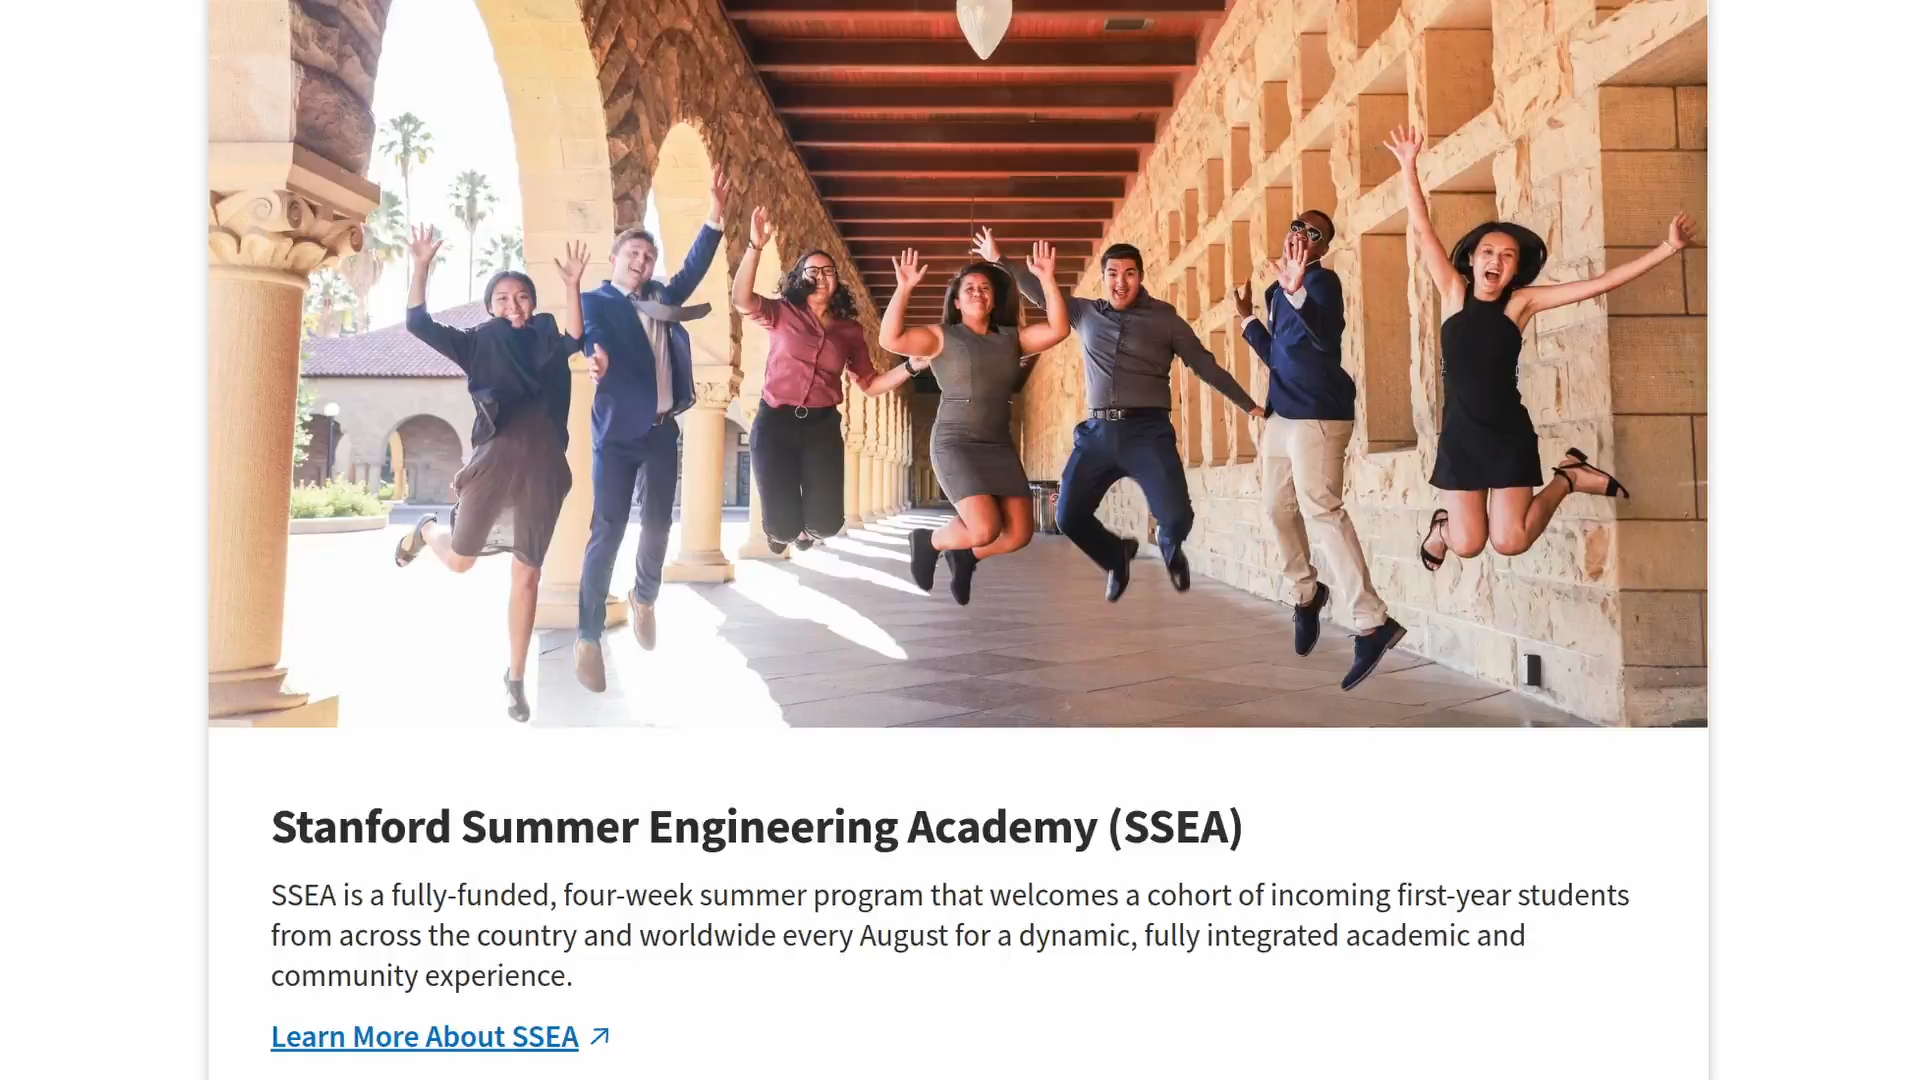 Stanford Summer Engineering Academy (SSEA)
SSEA is a fully-funded, four-week summer program that welcomes a cohort of incoming first-year students
from across the country and worldwide every August for a dynamic, fully integrated academic and
community experience.
Learn More About SSEA